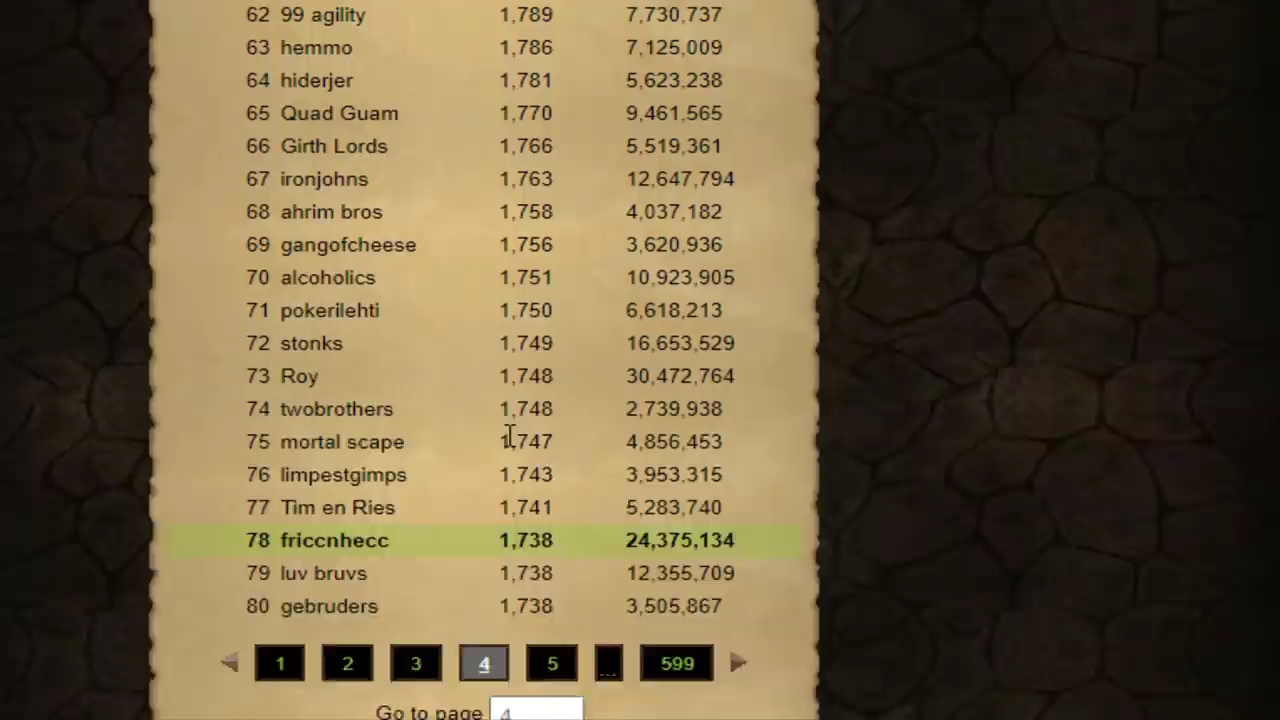 62 99 agility 1,789 7,730,737
63 hemmo 1,786 7,125,009
64 hiderjer 1,781 5,623,238
65 Quad Guam 1,770 9,461,565
66 Girth Lords 1,766 5,519,361
67 ironjohns 1,763 12,647,794
68 ahrim bros 1,758 4,037,182
69 gangofcheese 1,756 3,620,936
70 alcoholics 1,751 10,923,905
71 pokerilehti 1,750 6,618,213
72 stonks 1,749 16,653,529
73 Roy 1,748 30,472,764
74 twobrothers 1,748 2,739,938
75 mortal scape 1,747 4,856,453
76 limpestgimps 1,743 3,953,315
77 Tim en Ries 1,741 5,283,740
78 friccnhecc 1,738 24,375,134
79 luv bruvs 1,738 12,355,709
80 gebruders 1,738 3,505,867
1 2 3 4 5 ... 599
Go to page 4